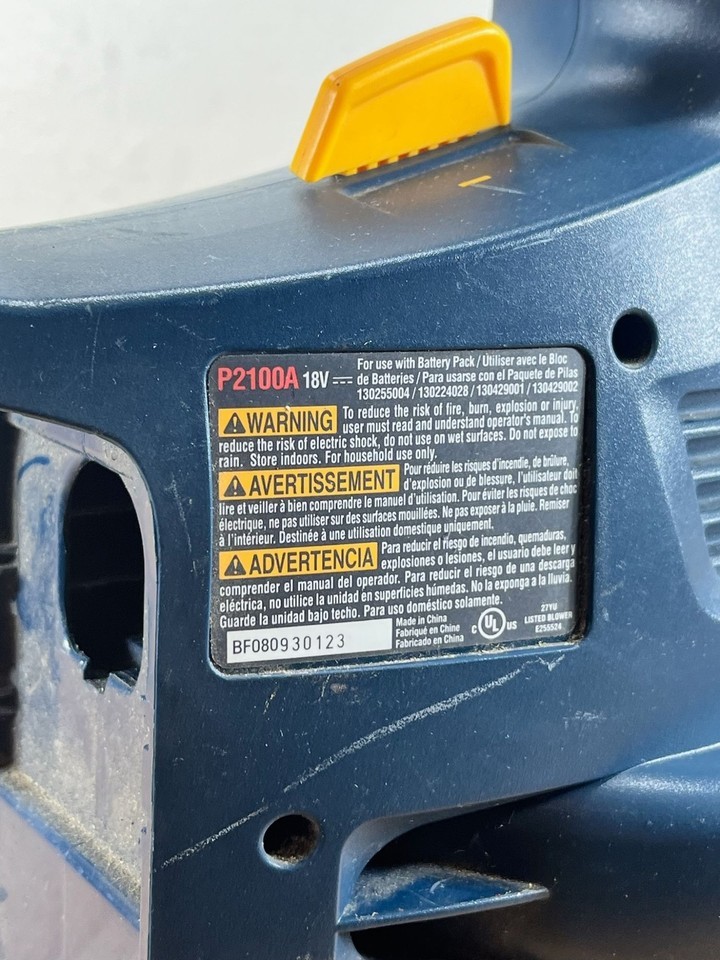 P2100A 18V ⎓ For use with Battery Pack / Utiliser avec le Bloc
de Batteries / Para usarse con el Paquete de Pilas
130255004 / 130224028 / 130429001 / 130429002
WARNING To reduce the risk of fire, burn, explosion or injury,
user must read and understand operator's manual. To
reduce the risk of electric shock, do not use on wet surfaces. Do not expose to
rain. Store indoors. For household use only.
AVERTISSEMENT Pour réduire les risques d'incendie, de brûlure,
d'explosion ou de blessure, l'utilisateur doit
lire et veiller à bien comprendre le manuel d'utilisation. Pour éviter les risques de choc
électrique, ne pas utiliser sur des surfaces mouillées. Ne pas exposer à la pluie. Remiser
à l'intérieur. Destinée à une utilisation domestique uniquement.
ADVERTENCIA Para reducir el riesgo de incendio, quemaduras,
explosiones o lesiones, el usuario debe leer y
comprender el manual del operador. Para reducir el riesgo de una descarga
eléctrica, no utilice la unidad en superficies húmedas. No la exponga a la lluvia.
Guarde la unidad bajo techo. Para uso doméstico solamente.
BF080930123
Made in China
Fabriqué en Chine
Fabricado en China
c UL US
27YU
LISTED BLOWER
E255524